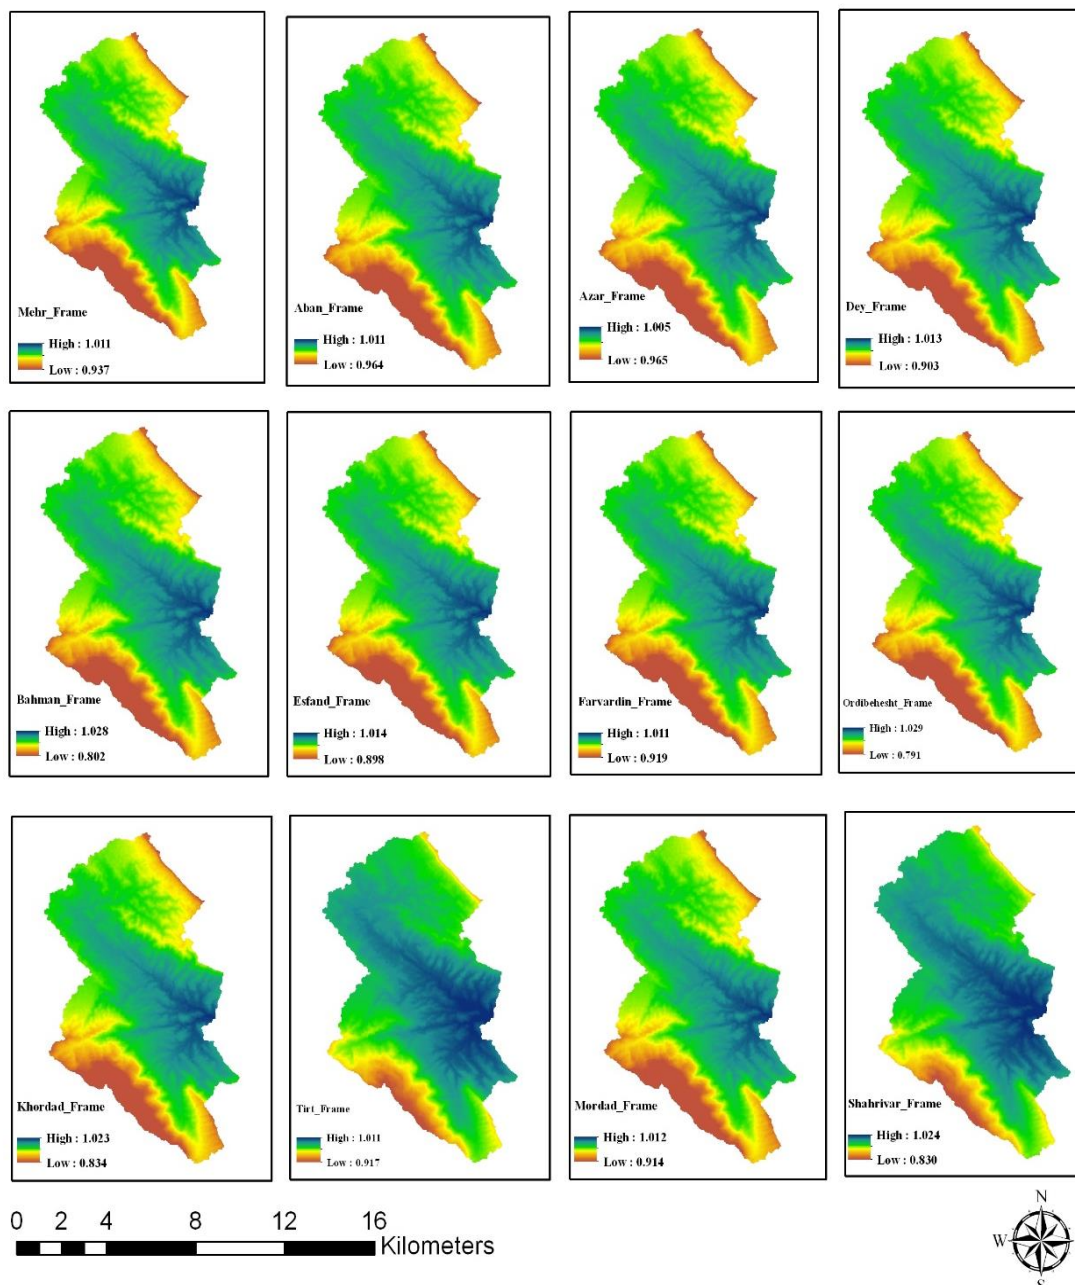 Mehr_Frame
High : 1.011
Low : 0.937
Aban_Frame
High : 1.011
Low : 0.964
Azar_Frame
High : 1.005
Low : 0.965
Dey_Frame
High : 1.013
Low : 0.903
Bahman_Frame
High : 1.028
Low : 0.802
Esfand_Frame
High : 1.014
Low : 0.898
Farvardin_Frame
High : 1.011
Low : 0.919
Ordibehesht_Frame
High : 1.029
Low : 0.791
Khordad_Frame
High : 1.023
Low : 0.834
Tirt_Frame
High : 1.011
Low : 0.917
Mordad_Frame
High : 1.012
Low : 0.914
Shahrivar_Frame
High : 1.024
Low : 0.830
0 2 4 8 12 16
Kilometers
N
W E
S